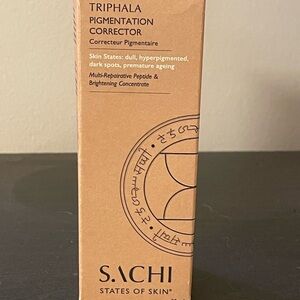 TRIPHALA
PIGMENTATION
CORRECTOR
Correcteur Pigmentaire
Skin States: dull, hyperpigmented,
dark spots, premature ageing
Multi-Reparative Peptide &
Brightening Concentrate
SACHI
STATES OF SKIN®